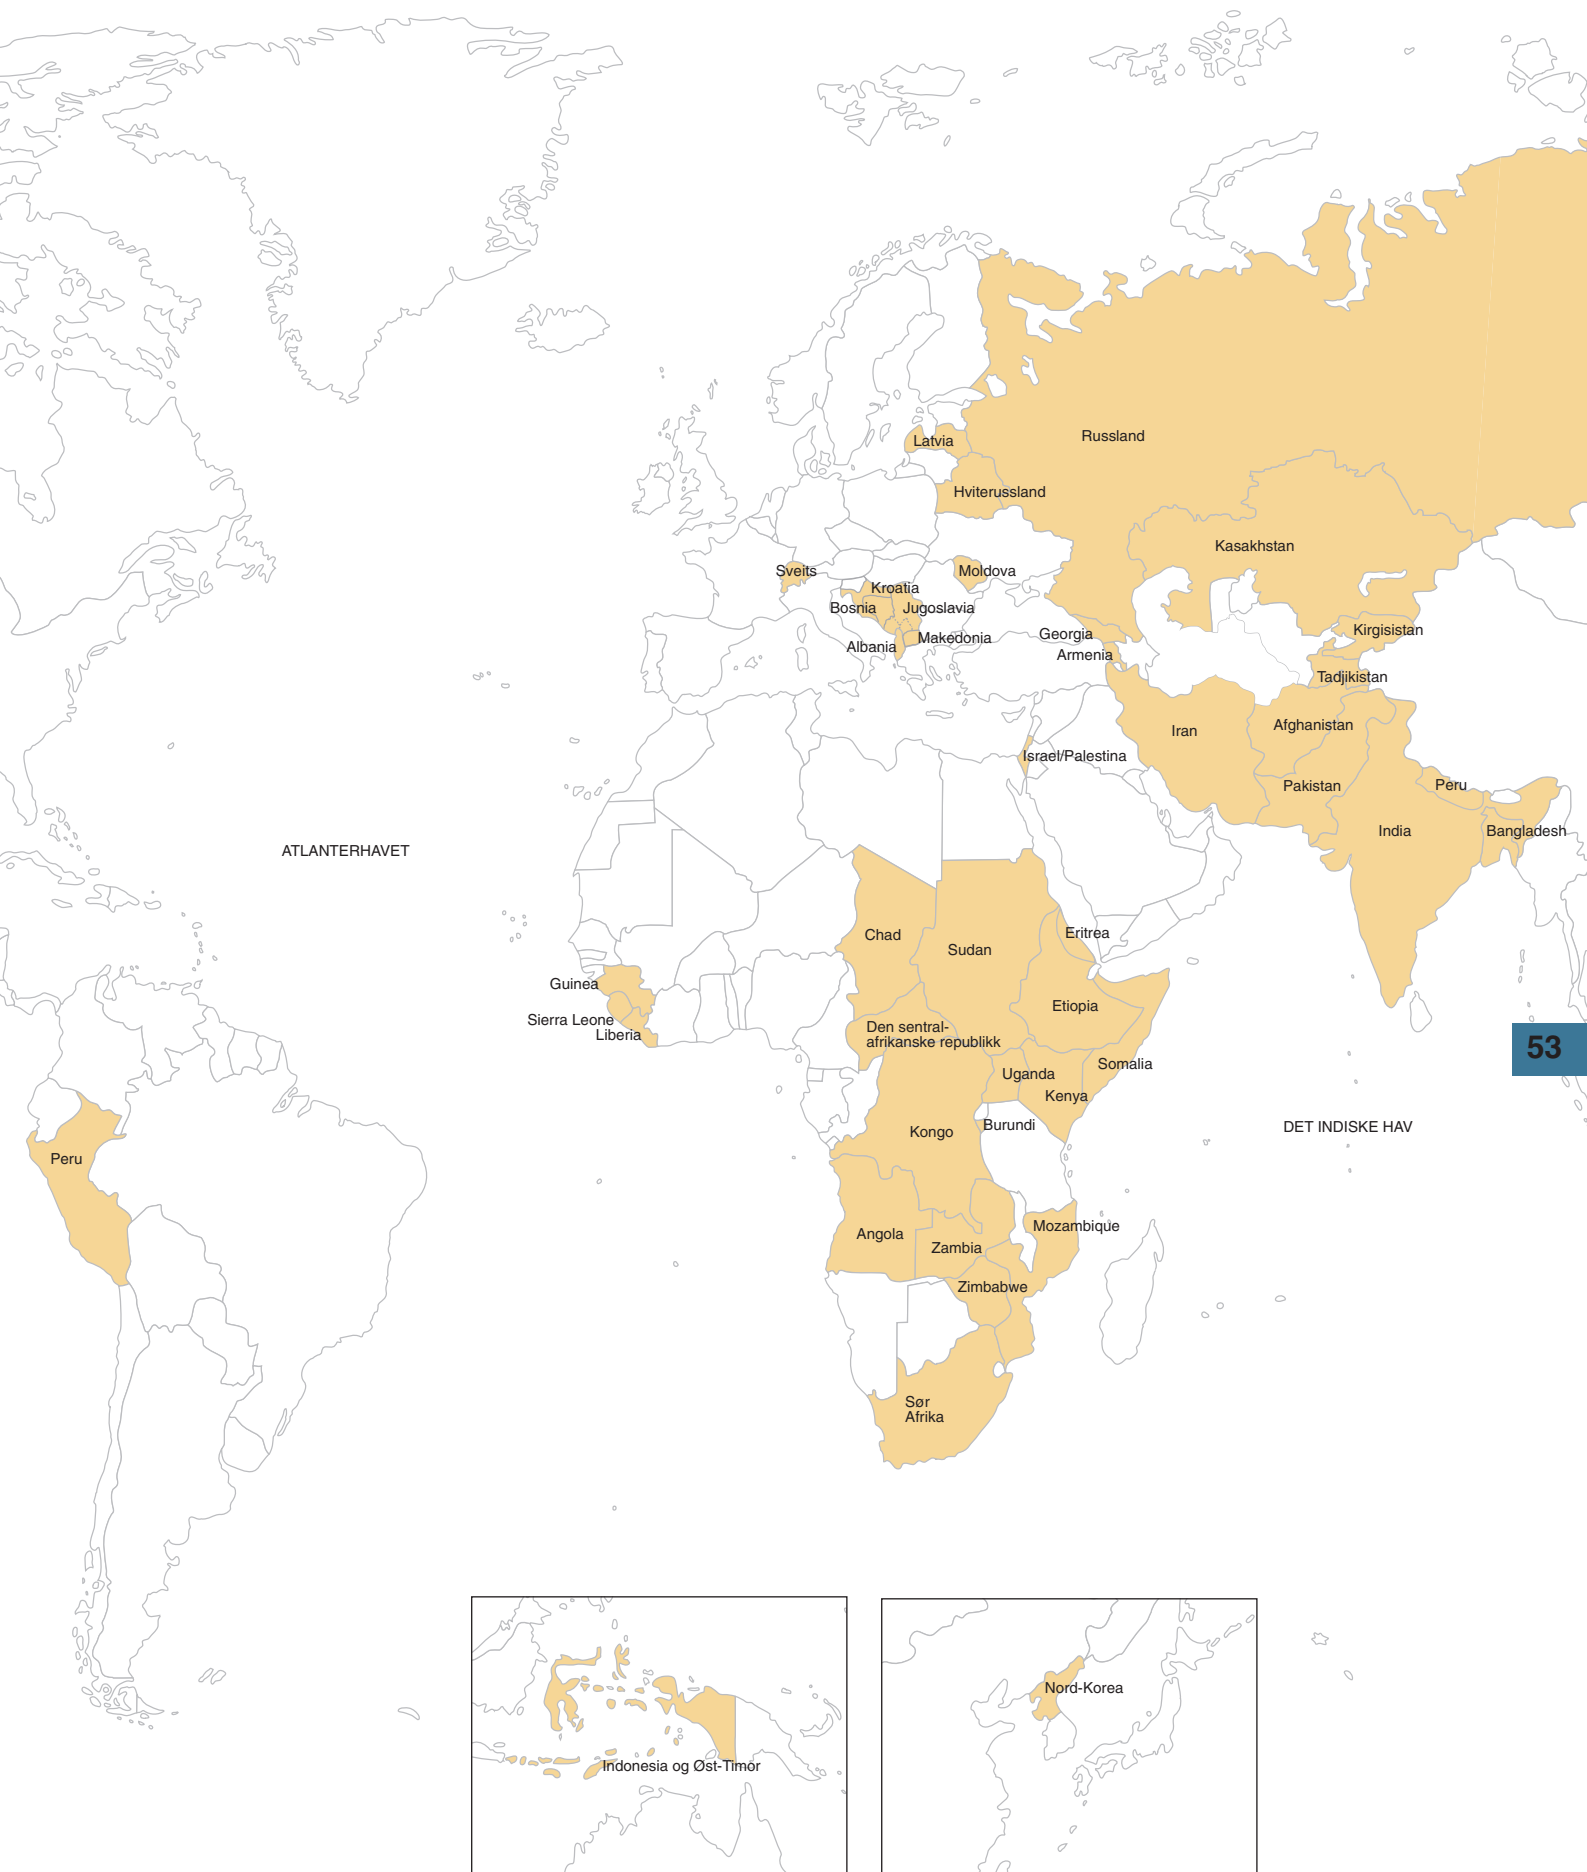 Russland
Latvia
Hviterussland
Kasakhstan
Sveits
Moldova
Kroatia
Bosnia
Jugoslavia
Makedonia
Albania
Georgia
Armenia
Kirgisistan
Tadjikistan
Iran
Afghanistan
Israel/Palestina
Pakistan
Peru
India
Bangladesh
ATLANTERHAVET
Chad
Sudan
Eritrea
Guinea
Sierra Leone
Liberia
Etiopia
Den sentral-
afrikanske republikk
Somalia
Uganda
Kenya
53
Burundi
Kongo
DET INDISKE HAV
Peru
Angola
Zambia
Mozambique
Zimbabwe
Sør
Afrika
Indonesia og Øst-Timor
Nord-Korea